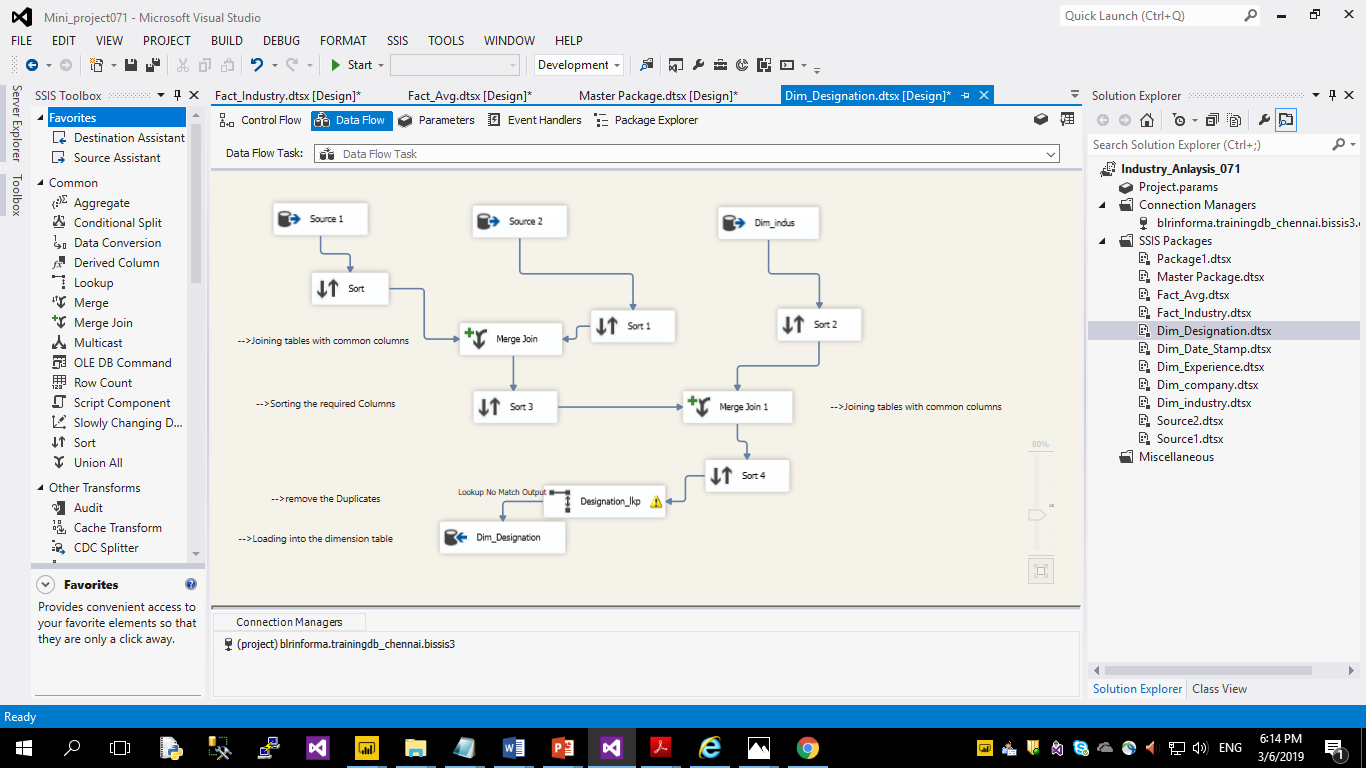 Mini_project071 - Microsoft Visual Studio
Quick Launch (Ctrl+Q)
FILE EDIT VIEW PROJECT BUILD DEBUG FORMAT SSIS TOOLS WINDOW HELP
Start
Development
Server Explorer
Toolbox
SSIS Toolbox
Favorites
Destination Assistant
Source Assistant
Common
Aggregate
Conditional Split
Data Conversion
Derived Column
Lookup
Merge
Merge Join
Multicast
OLE DB Command
Row Count
Script Component
Slowly Changing D...
Sort
Union All
Other Transforms
Audit
Cache Transform
CDC Splitter
Favorites
Provides convenient access to
your favorite elements so that
they are only a click away.
Fact_Industry.dtsx [Design]*
Fact_Avg.dtsx [Design]*
Master Package.dtsx [Design]*
Dim_Designation.dtsx [Design]*
Control Flow
Data Flow
Parameters
Event Handlers
Package Explorer
Data Flow Task:
Data Flow Task
Source 1
Source 2
Dim_indus
Sort
Sort 1
Sort 2
-->Joining tables with common columns
Merge Join
-->Sorting the required Columns
Sort 3
Merge Join 1
-->Joining tables with common columns
80%
Sort 4
-->remove the Duplicates
Lookup No Match Output
Designation_lkp
-->Loading into the dimension table
Dim_Designation
Connection Managers
(project) blrinforma.trainingdb_chennai.bissis3
Solution Explorer
Search Solution Explorer (Ctrl+;)
Industry_Anlaysis_071
Project.params
Connection Managers
blrinforma.trainingdb_chennai.bissis3.c
SSIS Packages
Package1.dtsx
Master Package.dtsx
Fact_Avg.dtsx
Fact_Industry.dtsx
Dim_Designation.dtsx
Dim_Date_Stamp.dtsx
Dim_Experience.dtsx
Dim_company.dtsx
Dim_industry.dtsx
Source2.dtsx
Source1.dtsx
Miscellaneous
Solution Explorer
Class View
Ready
ENG
6:14 PM
3/6/2019
1